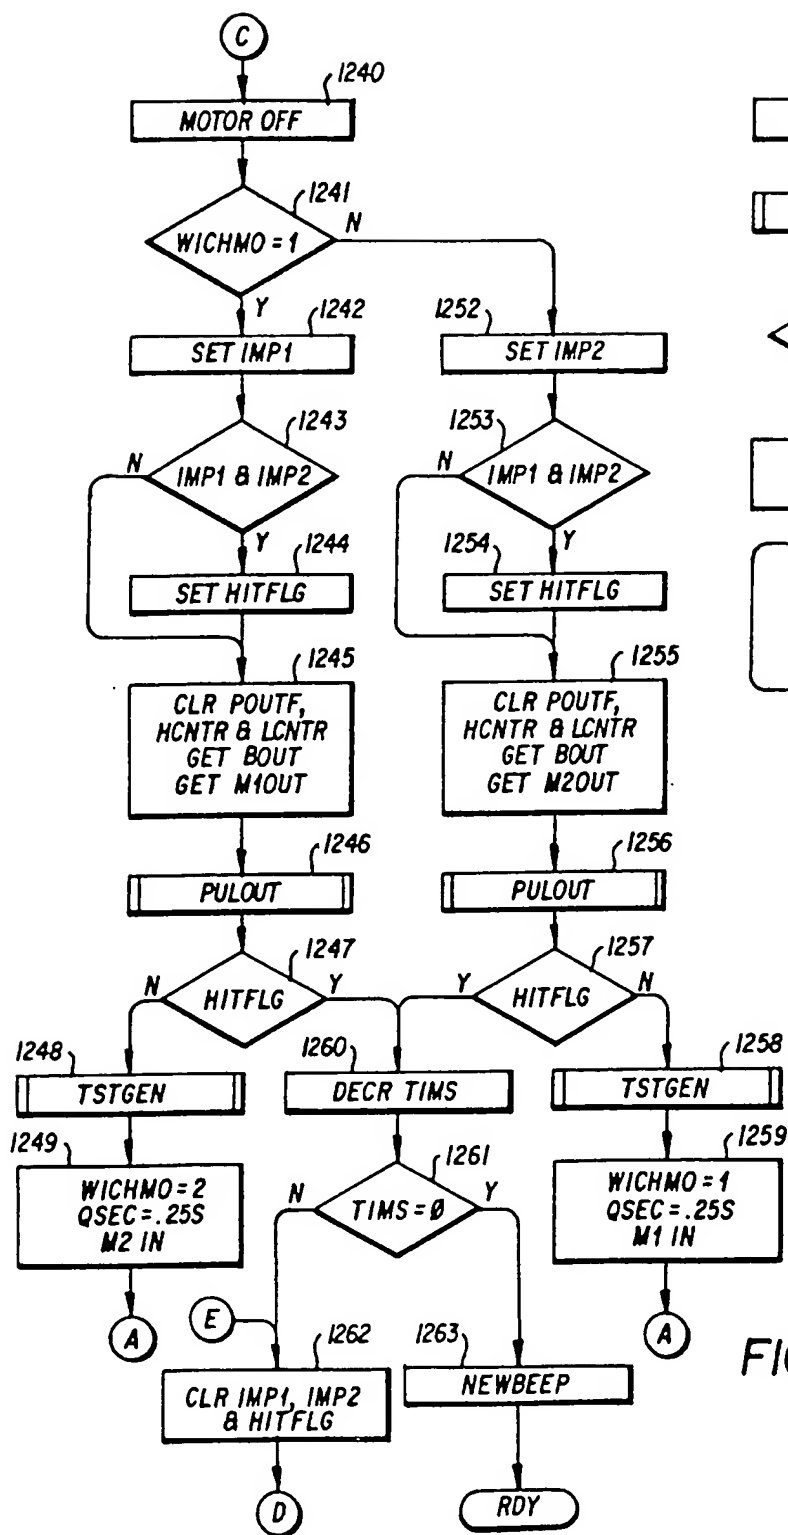 C
1240
MOTOR OFF
1241
WICHMO = 1
N
Y
1242
SET IMP1
1252
SET IMP2
1243
IMP1 & IMP2
N
Y
1253
IMP1 & IMP2
N
Y
1244
SET HITFLG
1254
SET HITFLG
1245
CLR POUTF,
HCNTR & LCNTR
GET BOUT
GET M1OUT
1255
CLR POUTF,
HCNTR & LCNTR
GET BOUT
GET M2OUT
1246
PULOUT
1256
PULOUT
1247
N
HITFLG
Y
1257
Y
HITFLG
N
1248
TSTGEN
1260
DECR TIMS
1258
TSTGEN
1249
WICHMO = 2
QSEC = .25S
M2 IN
1261
N
TIMS = Ø
Y
1259
WICHMO = 1
QSEC = .25S
M1 IN
A
E
A
1262
CLR IMP1, IMP2
& HITFLG
1263
NEWBEEP
D
RDY